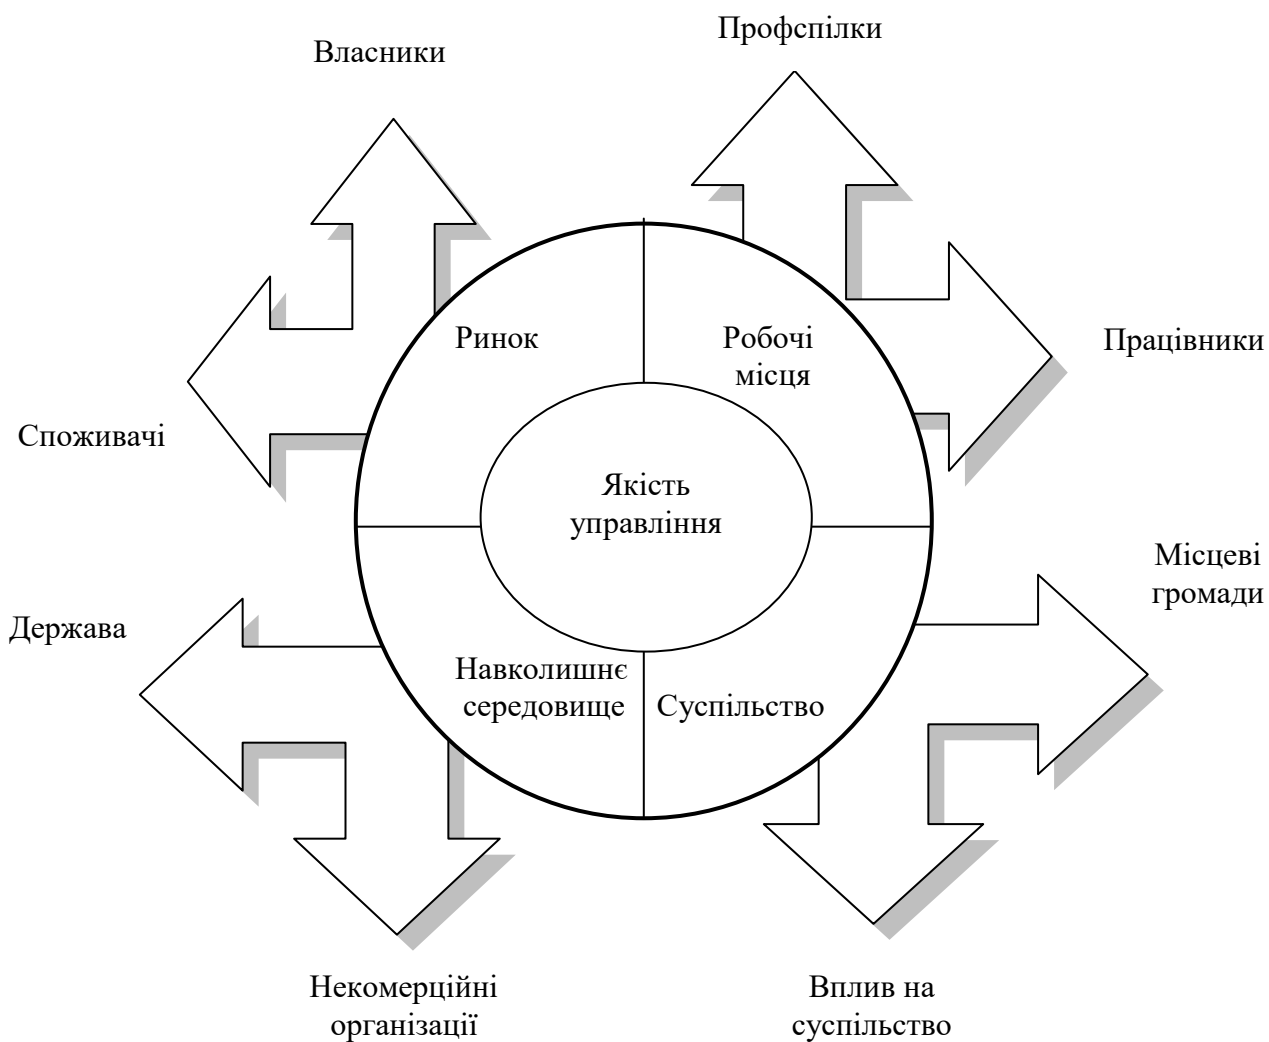 Профспілки
Власники
Ринок
Робочі
місця
Працівники
Споживачі
Якість
управління
Місцеві
громади
Держава
Навколишнє
середовище
Суспільство
Некомерційні
організації
Вплив на
суспільство